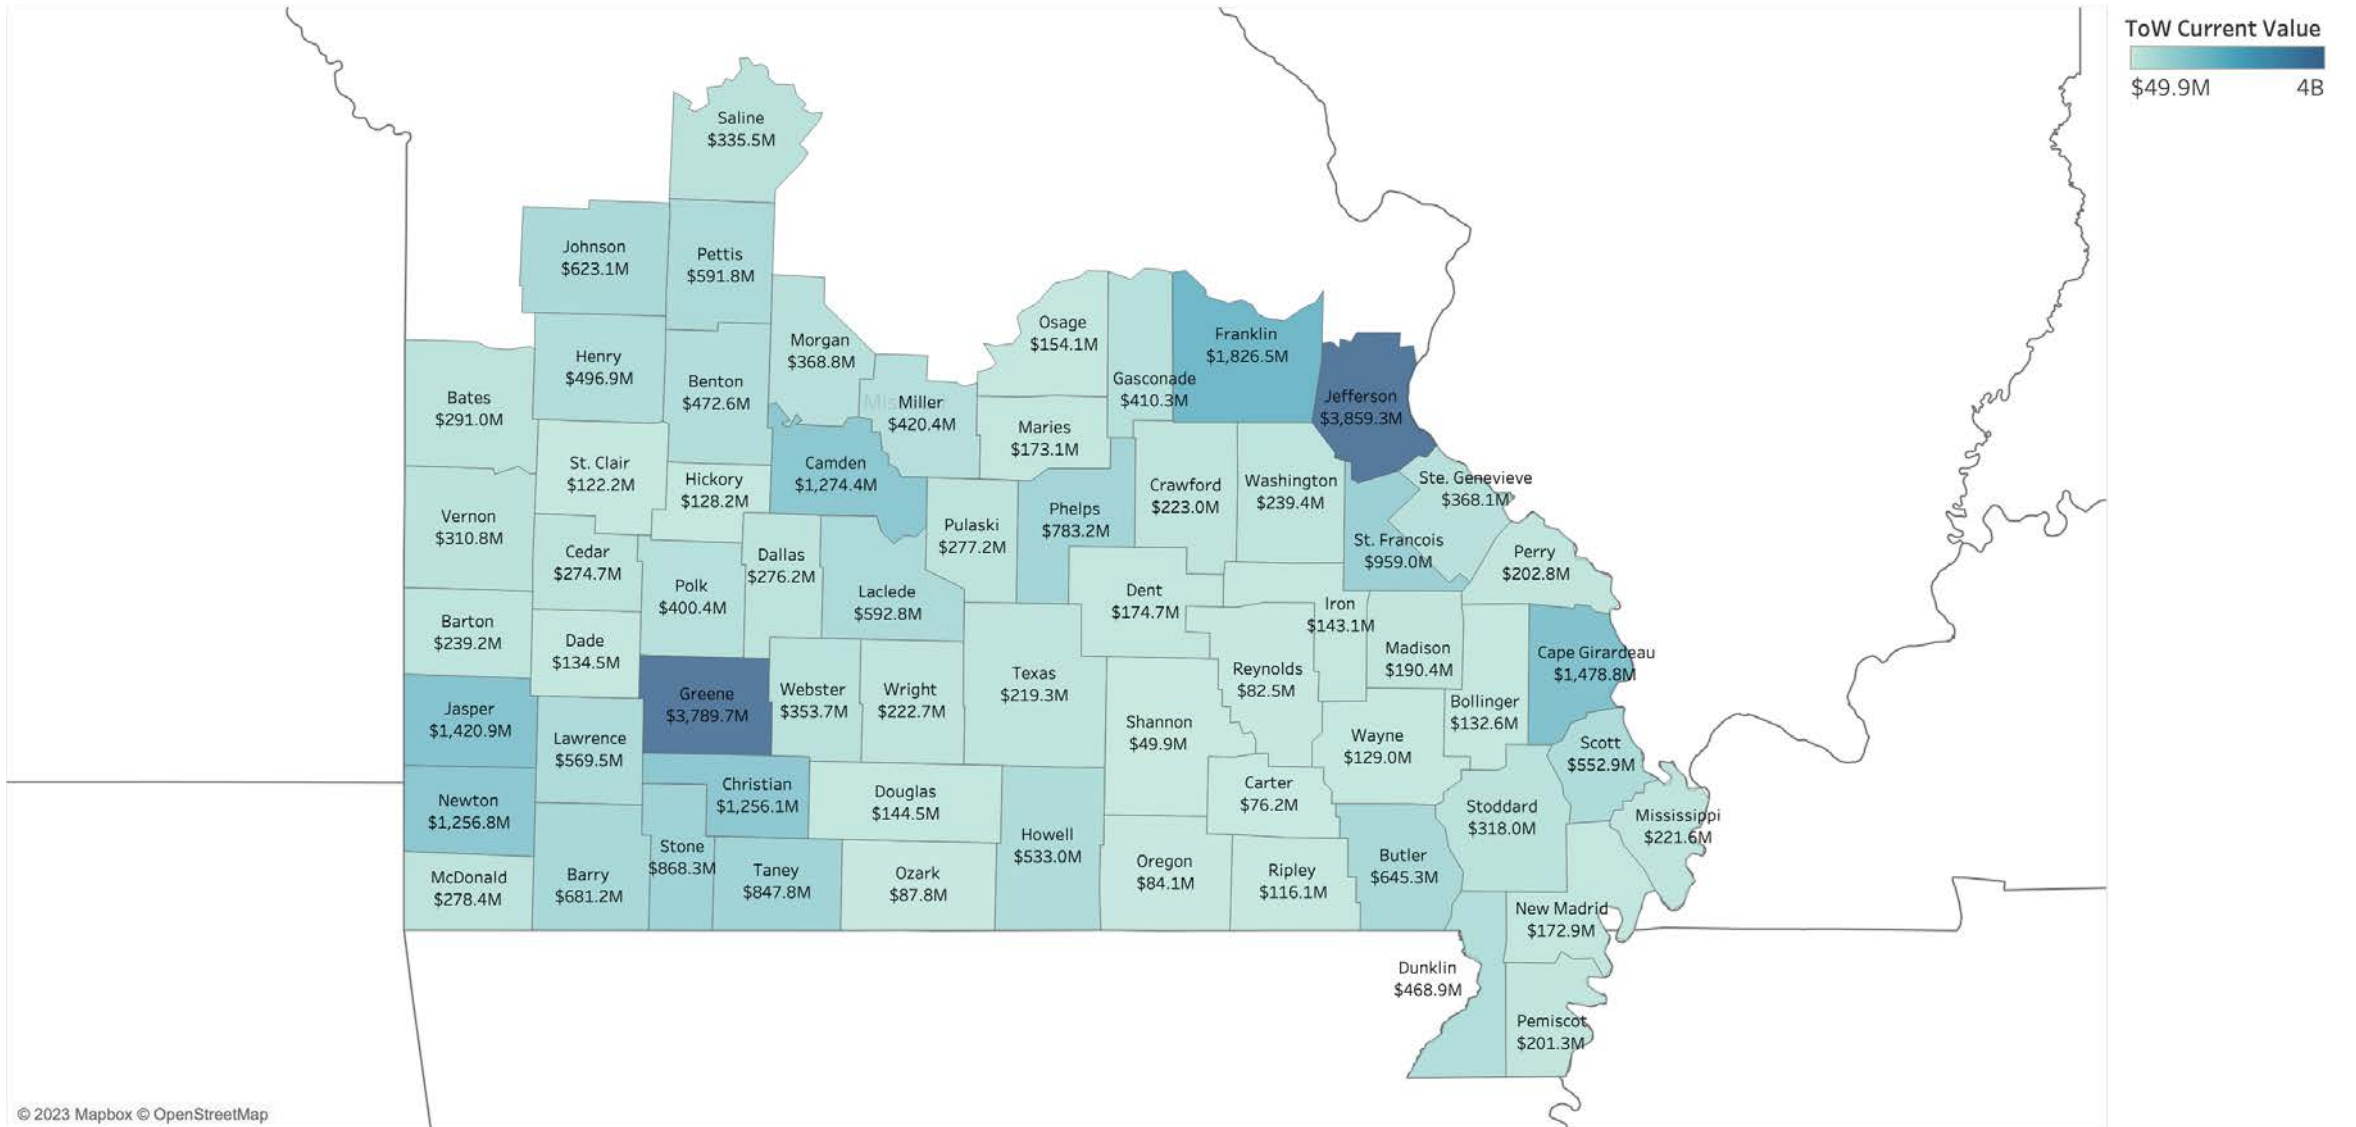 ToW Current Value
$49.9M 4B
Saline
$335.5M
Johnson
$623.1M
Pettis
$591.8M
Morgan
$368.8M
Osage
$154.1M
Franklin
$1,826.5M
Henry
$496.9M
Benton
$472.6M
Gasconade
$410.3M
Jefferson
$3,859.3M
Bates
$291.0M
Miller
$420.4M
Maries
$173.1M
St. Clair
$122.2M
Hickory
$128.2M
Camden
$1,274.4M
Crawford
$223.0M
Washington
$239.4M
Ste. Genevieve
$368.1M
Vernon
$310.8M
Pulaski
$277.2M
Phelps
$783.2M
St. Francois
$959.0M
Cedar
$274.7M
Dallas
$276.2M
Perry
$202.8M
Polk
$400.4M
Laclede
$592.8M
Dent
$174.7M
Iron
$143.1M
Barton
$239.2M
Dade
$134.5M
Madison
$190.4M
Cape Girardeau
$1,478.8M
Jasper
$1,420.9M
Greene
$3,789.7M
Webster
$353.7M
Wright
$222.7M
Texas
$219.3M
Reynolds
$82.5M
Bollinger
$132.6M
Lawrence
$569.5M
Shannon
$49.9M
Wayne
$129.0M
Scott
$552.9M
Newton
$1,256.8M
Christian
$1,256.1M
Douglas
$144.5M
Carter
$76.2M
Stoddard
$318.0M
Mississippi
$221.6M
Howell
$533.0M
Stone
$868.3M
McDonald
$278.4M
Barry
$681.2M
Taney
$847.8M
Ozark
$87.8M
Oregon
$84.1M
Ripley
$116.1M
Butler
$645.3M
New Madrid
$172.9M
Dunklin
$468.9M
Pemiscot
$201.3M
© 2023 Mapbox © OpenStreetMap